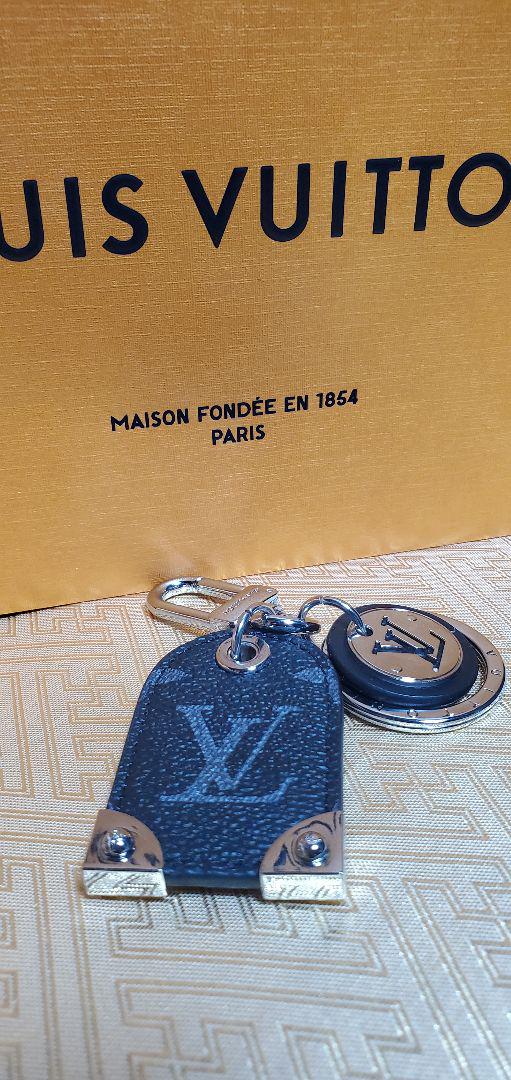 UIS VUITTO
MAISON FONDÉE EN 1854
PARIS
LV
LV